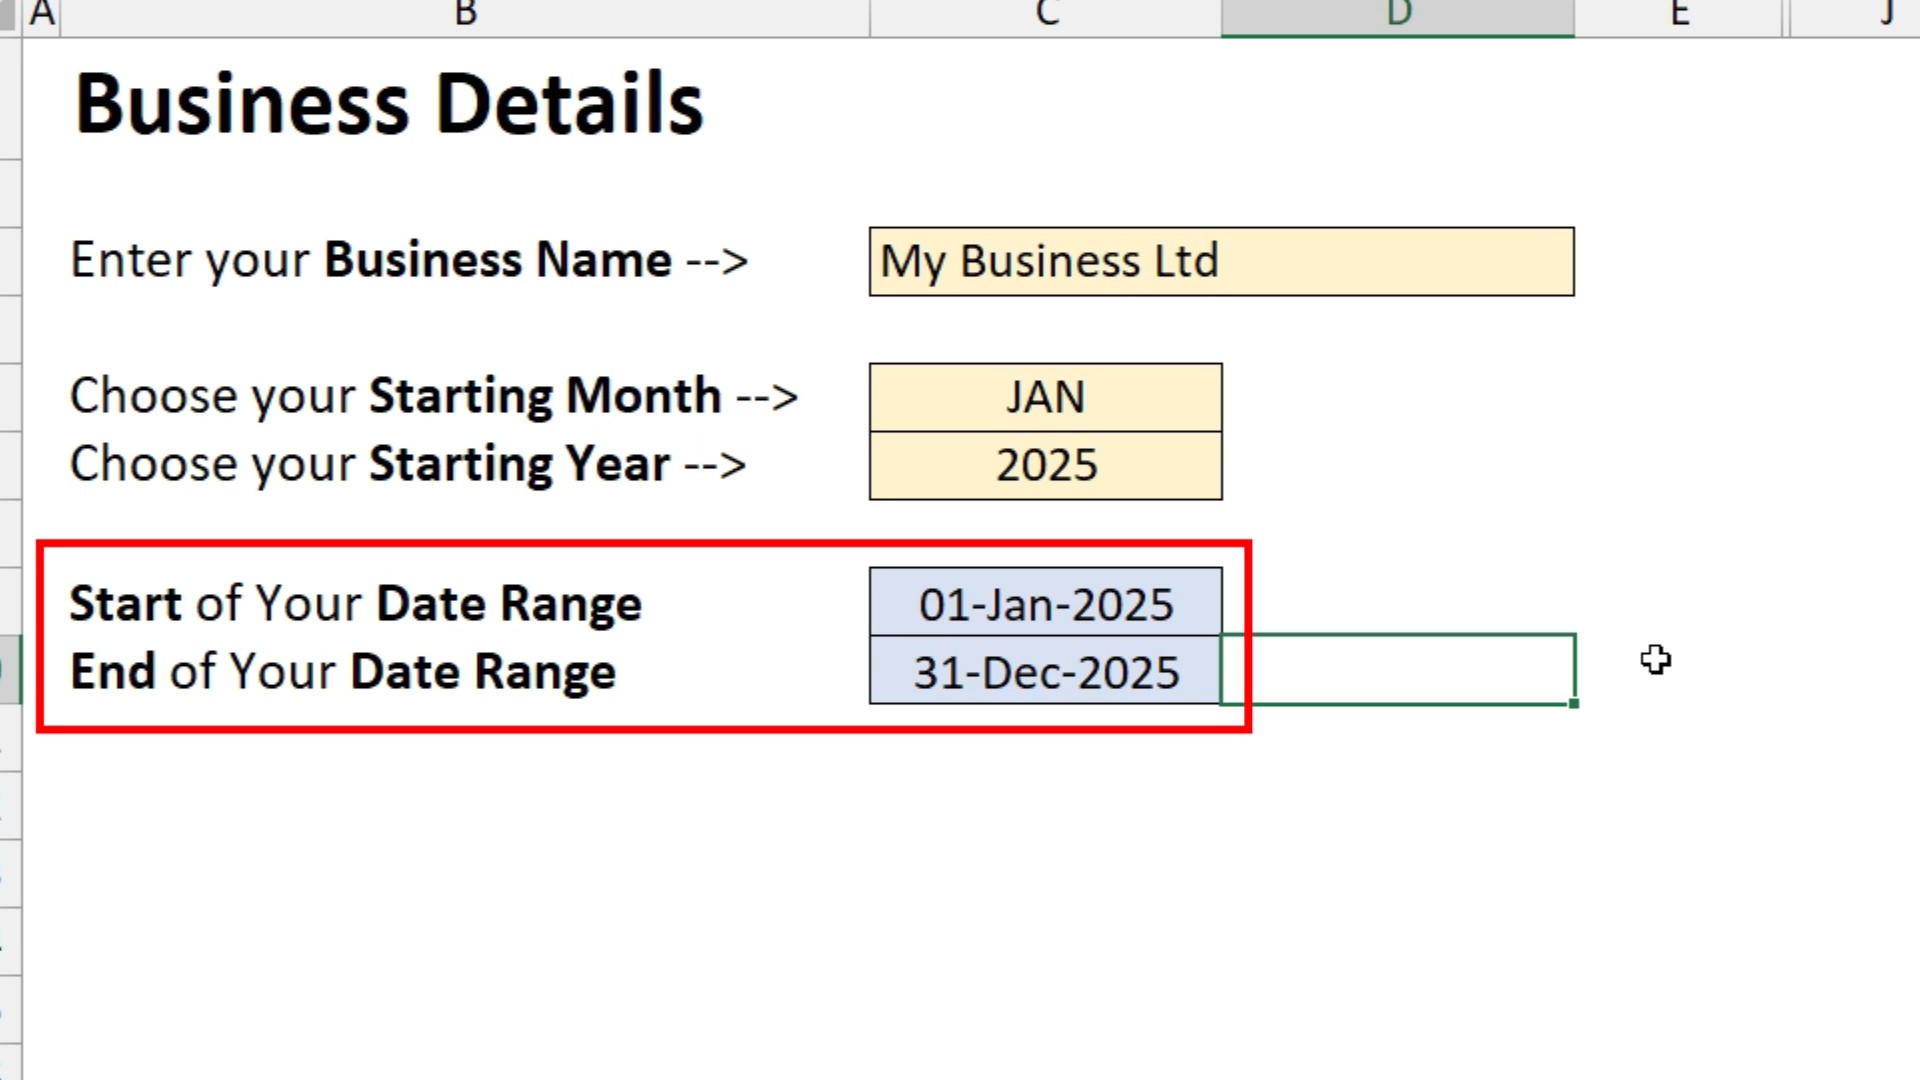 A B C D E J
Business Details
Enter your Business Name --> My Business Ltd
Choose your Starting Month --> JAN
Choose your Starting Year --> 2025
Start of Your Date Range 01-Jan-2025
End of Your Date Range 31-Dec-2025